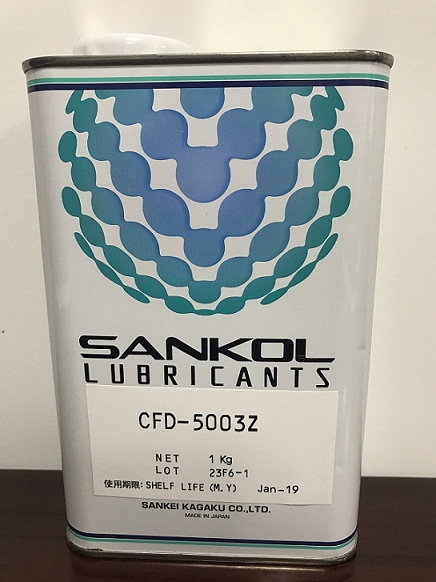 SANKOL
LUBRICANTS
CFD-5003Z
NET 1 Kg
LOT 23F6-1
使用期限: SHELF LIFE (M.Y) Jan-19
SANKEI KAGAKU CO.,LTD.
MADE IN JAPAN